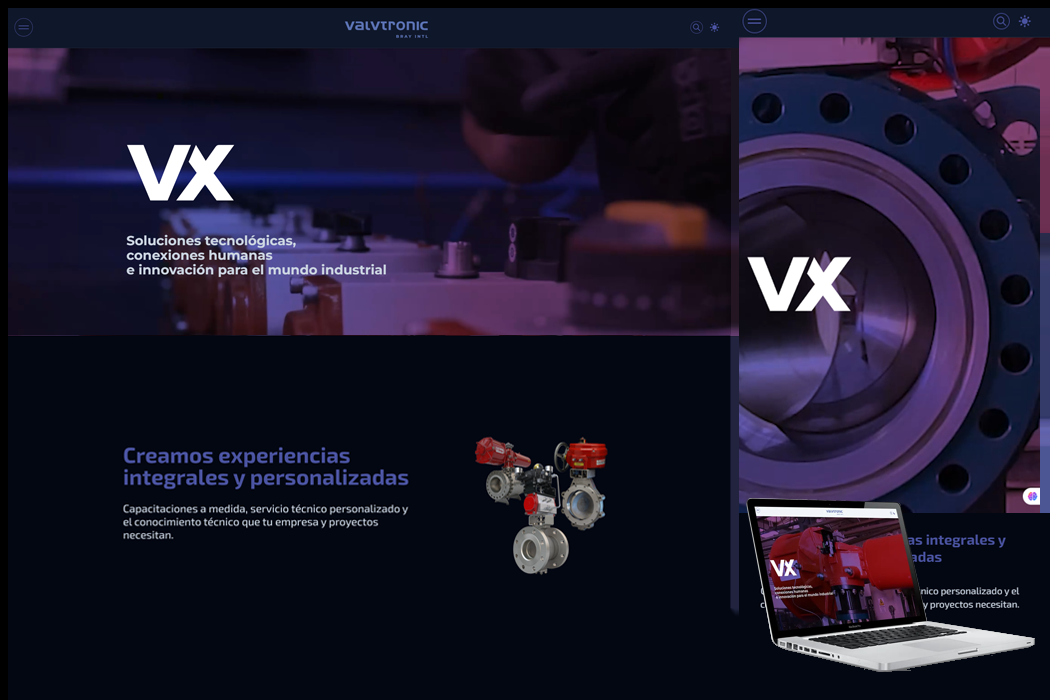 valvtronic
BRAY INTL
VX
Soluciones tecnológicas,
conexiones humanas
e innovación para el mundo industrial
Creamos experiencias
integrales y personalizadas
Capacitaciones a medida, servicio técnico personalizado y
el conocimiento técnico que tu empresa y proyectos
necesitan.
VX
as integrales y
adas
nico personalizado y el
y proyectos necesitan.
VX
Soluciones tecnológicas,
conexiones humanas
e innovación para el mundo industrial